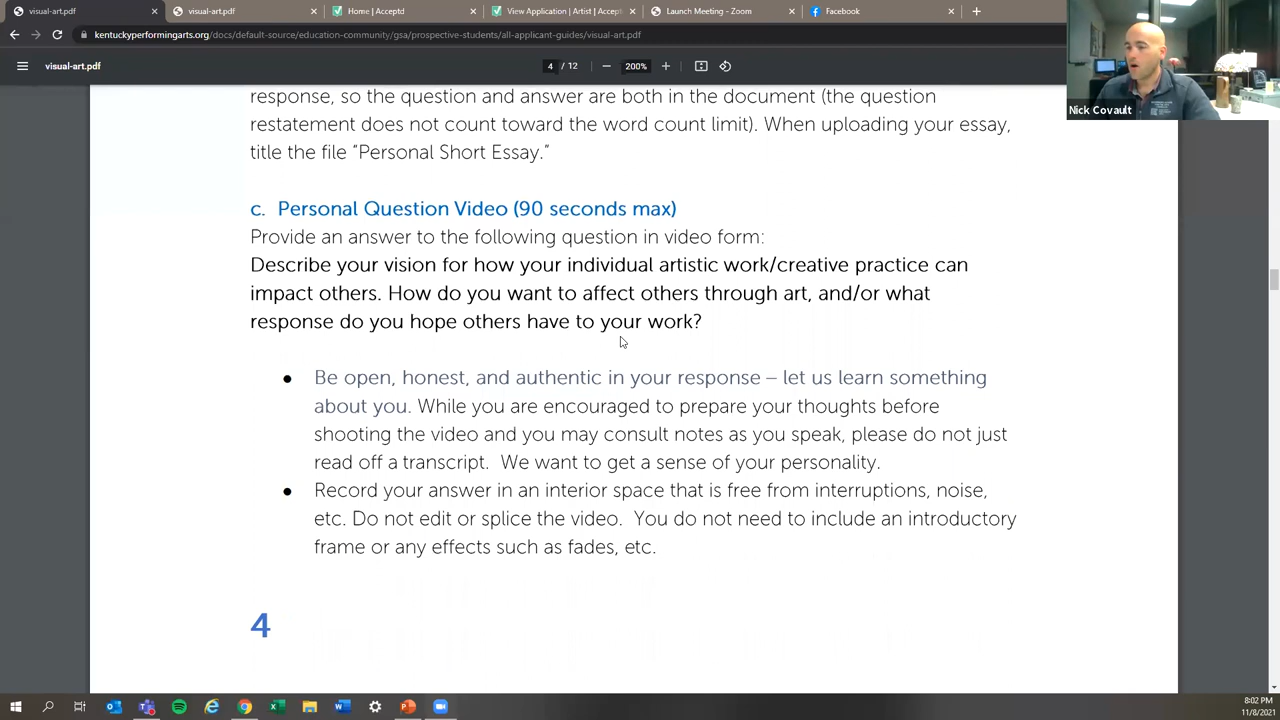 visual-art.pdf
visual-art.pdf
Home | Acceptd
View Application | Artist | Accept
Launch Meeting - Zoom
Facebook
kentuckyperformingarts.org/docs/default-source/education-community/gsa/prospective-students/all-applicant-guides/visual-art.pdf
visual-art.pdf
4 / 12
200%
Nick Covault
response, so the question and answer are both in the document (the question
restatement does not count toward the word count limit). When uploading your essay,
title the file “Personal Short Essay.”
c. Personal Question Video (90 seconds max)
Provide an answer to the following question in video form:
Describe your vision for how your individual artistic work/creative practice can
impact others. How do you want to affect others through art, and/or what
response do you hope others have to your work?
● Be open, honest, and authentic in your response – let us learn something
about you. While you are encouraged to prepare your thoughts before
shooting the video and you may consult notes as you speak, please do not just
read off a transcript. We want to get a sense of your personality.
● Record your answer in an interior space that is free from interruptions, noise,
etc. Do not edit or splice the video. You do not need to include an introductory
frame or any effects such as fades, etc.
4
8:02 PM
11/8/2021